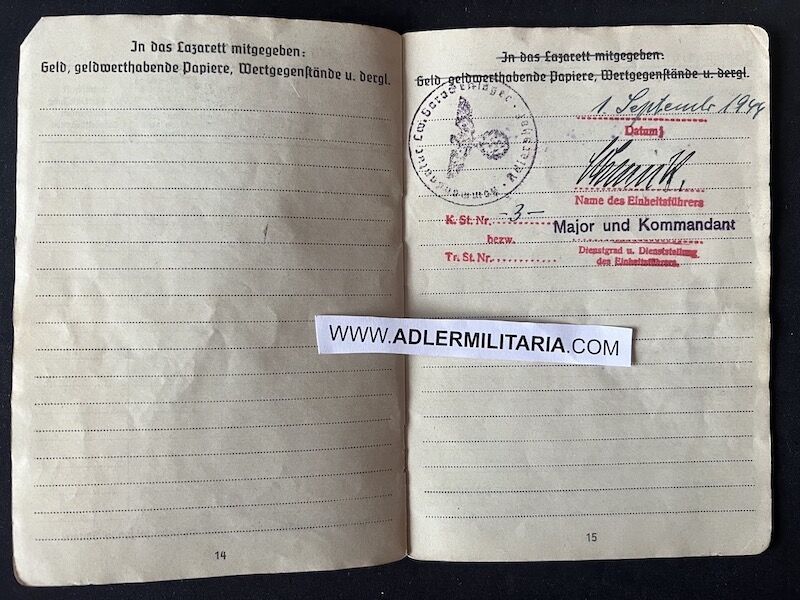 In das Lazarett mitgegeben:
Geld, geldwerthabende Papiere, Wertgegenstände u. dergl.
14
In das Lazarett mitgegeben:
Geld, geldwerthabende Papiere, Wertgegenstände u. dergl.
1 September 1944
Datum
Name des Einheitsführers
K. St. Nr. -3-
bezw.
Tr. St. Nr.
Major und Kommandant
Dienstgrad u. Dienststellung
des Einheitsführers.
15
WWW.ADLERMILITARIA.COM